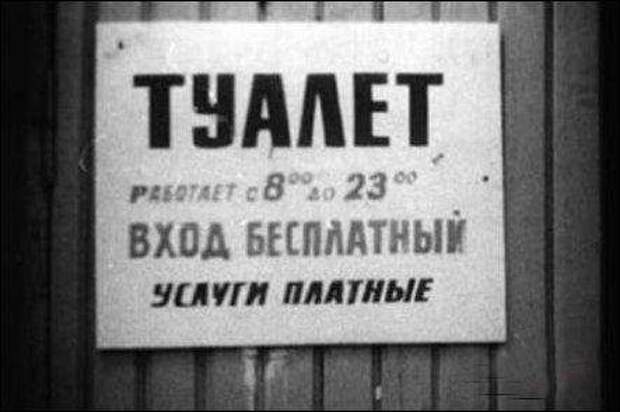 ТУАЛЕТ
РАБОТАЕТ С 8⁰⁰ ДО 23⁰⁰
ВХОД БЕСПЛАТНЫЙ
УСЛУГИ ПЛАТНЫЕ